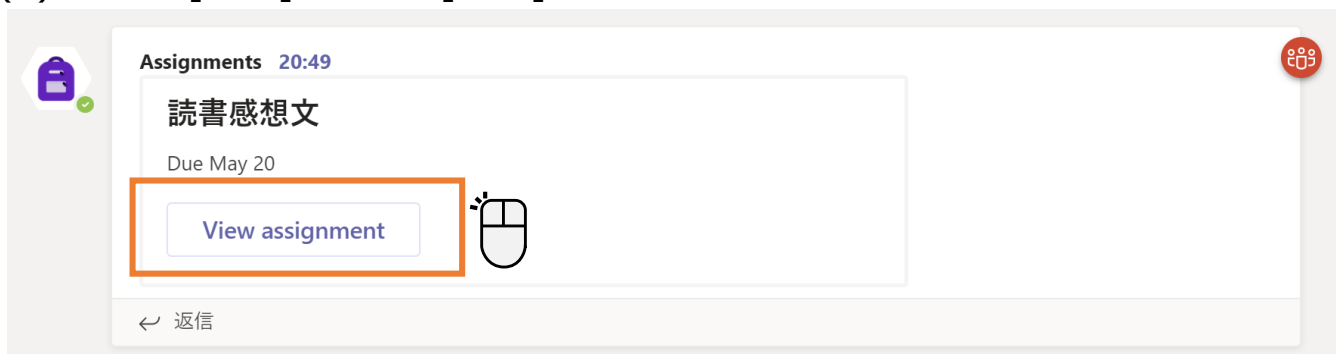 Assignments 20:49
読書感想文
Due May 20
View assignment
返信